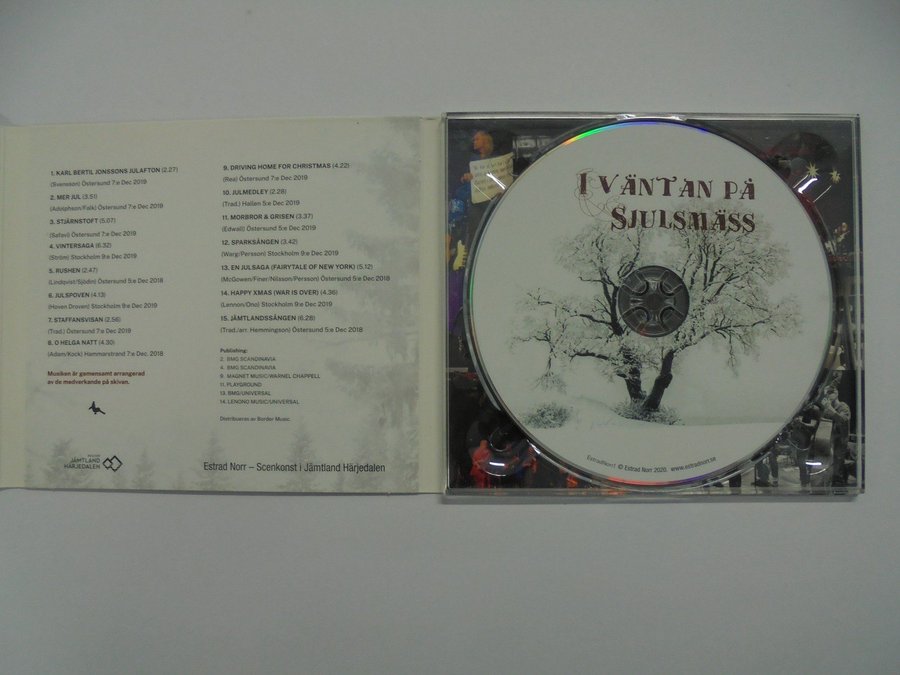 1. KARL BERTIL JONSSONS JULAFTON (2.27)
(Svensson) Östersund 7:e Dec 2019
2. MER JUL (3.51)
(Adolphson/Falk) Östersund 7:e Dec 2019
3. STJÄRNSTOFT (5.07)
(Safavi) Östersund 7:e Dec 2019
4. VINTERSAGA (6.32)
(Ström) Stockholm 9:e Dec 2019
5. RUSHEN (2.47)
(Lindqvist/Sjödin) Östersund 5:e Dec 2018
6. JULSPOVEN (4.13)
(Hoven Droven) Stockholm 9:e Dec 2019
7. STAFFANSVISAN (2.56)
(Trad.) Östersund 7:e Dec 2019
8. O HELGA NATT (4.30)
(Adam/Kock) Hammarstrand 7:e Dec 2018
Musiken är gemensamt arrangerad
av de medverkande på skivan.
JÄMTLAND
HÄRJEDALEN
9. DRIVING HOME FOR CHRISTMAS (4.22)
(Rea) Östersund 7:e Dec 2019
10. JULMEDLEY (2.28)
(Trad.) Hallen 5:e Dec 2019
11. MORBROR & GRISEN (3.37)
(Edwall) Östersund 5:e Dec 2019
12. SPARKSÅNGEN (3.42)
(Warg/Persson) Stockholm 9:e Dec 2019
13. EN JULSAGA (FAIRYTALE OF NEW YORK) (5.12)
(McGowen/Finer/Nilsson/Persson) Östersund 5:e Dec 2018
14. HAPPY XMAS (WAR IS OVER) (4.36)
(Lennon/Ono) Stockholm 9:e Dec 2019
15. JÄMTLANDSSÅNGEN (6.28)
(Trad./arr. Hemmingson) Östersund 5:e Dec 2018
Publishing:
2. BMG SCANDINAVIA
4. BMG SCANDINAVIA
9. MAGNET MUSIC/WARNEL CHAPPELL
11. PLAYGROUND
13. BMG/UNIVERSAL
14. LENONO MUSIC/UNIVERSAL
Distribueras av Border Music.
Estrad Norr – Scenkonst i Jämtland Härjedalen
I VÄNTAN PÅ
SJULSMÄSS
EstradNor1 © Estrad Norr 2020. www.estradnorr.se